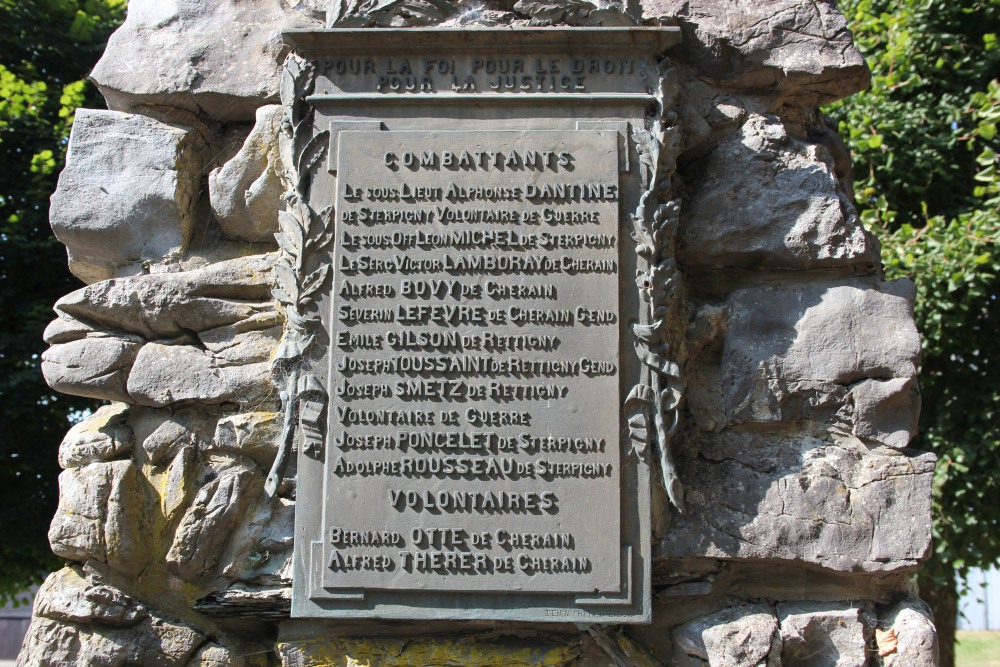 POUR LA FOI POUR LE DROIT
POUR LA JUSTICE
COMBATTANTS
LE SOUS LIEUT ALPHONSE DANTINE
DE STERPIGNY VOLONTAIRE DE GUERRE
LE SOUS OFF LEON MICHEL DE STERPIGNY
LE SERG VICTOR LAMBORAY DE CHERAIN
ALFRED BOVY DE CHERAIN
SEVERIN LEFEVRE DE CHERAIN GEND
EMILE GILSON DE RETTIGNY
JOSEPH TOUSSAINT DE RETTIGNY GEND
JOSEPH SMETZ DE RETTIGNY
VOLONTAIRE DE GUERRE
JOSEPH PONCELET DE STERPIGNY
ADOLPHE ROUSSEAU DE STERPIGNY
VOLONTAIRES
BERNARD OTTE DE CHERAIN
ALFRED THERER DE CHERAIN